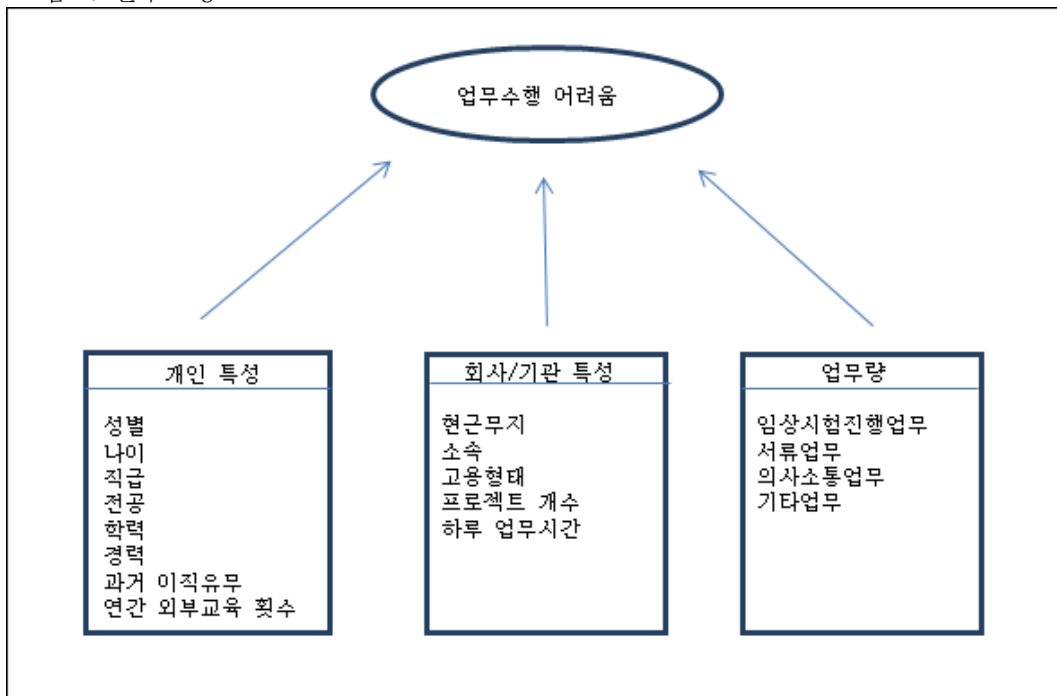 업무수행 어려움
개인 특성
성별
나이
직급
전공
학력
경력
과거 이직유무
연간 외부교육 횟수
회사/기관 특성
현근무지
소속
고용형태
프로젝트 개수
하루 업무시간
업무량
임상시험진행업무
서류업무
의사소통업무
기타업무